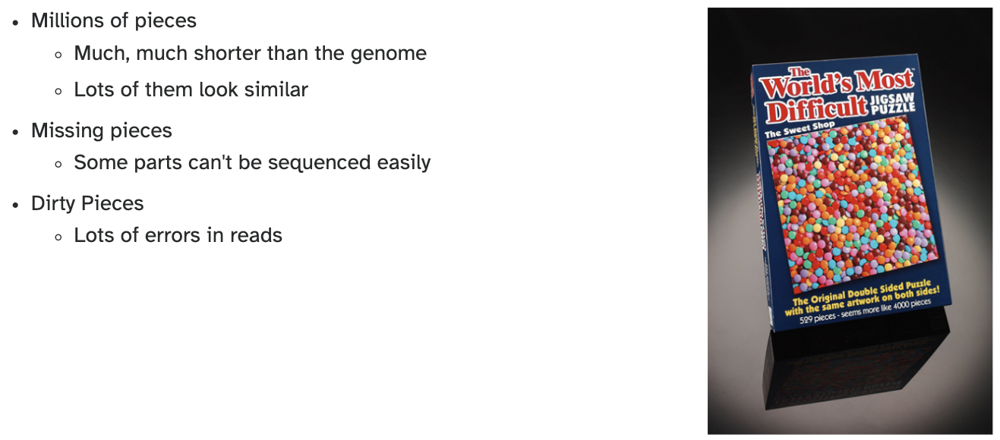 Millions of pieces
Much, much shorter than the genome
Lots of them look similar
Missing pieces
Some parts can't be sequenced easily
Dirty Pieces
Lots of errors in reads
The
World's Most
Difficult JIGSAW
PUZZLE
The Sweet Shop
The Original Double Sided Puzzle
with the same artwork on both sides!
529 pieces - seems more like 4000 pieces